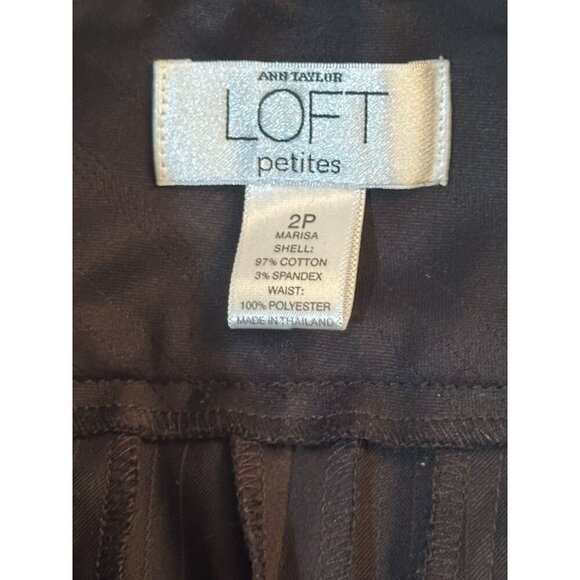 ANN TAYLOR
LOFT
petites
2P
MARISA
SHELL:
97% COTTON
3% SPANDEX
WAIST:
100% POLYESTER
MADE IN THAILAND